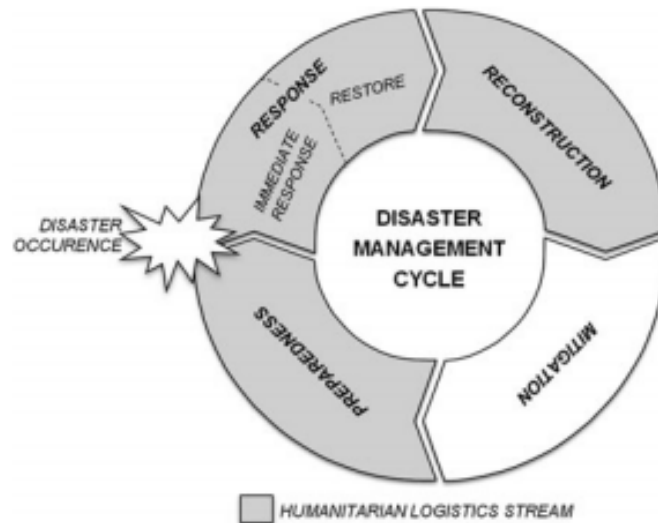 RESPONSE
RESTORE
IMMEDIATE
RESPONSE
RECONSTRUCTION
DISASTER
OCCURENCE
DISASTER
MANAGEMENT
CYCLE
PREPAREDNESS
MITIGATION
HUMANITARIAN LOGISTICS STREAM